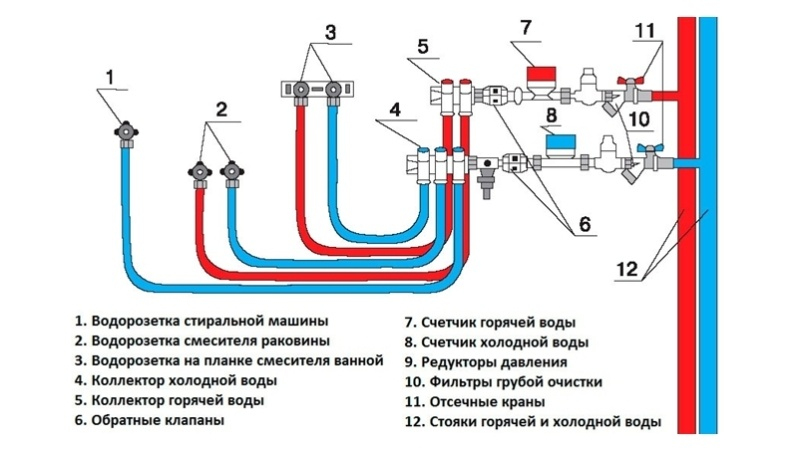 3
7
11
1
5
2
4
8
10
6
12
1. Водорозетка стиральной машины
2. Водорозетка смесителя раковины
3. Водорозетка на планке смесителя ванной
4. Коллектор холодной воды
5. Коллектор горячей воды
6. Обратные клапаны
7. Счетчик горячей воды
8. Счетчик холодной воды
9. Редукторы давления
10. Фильтры грубой очистки
11. Отсечные краны
12. Стояки горячей и холодной воды